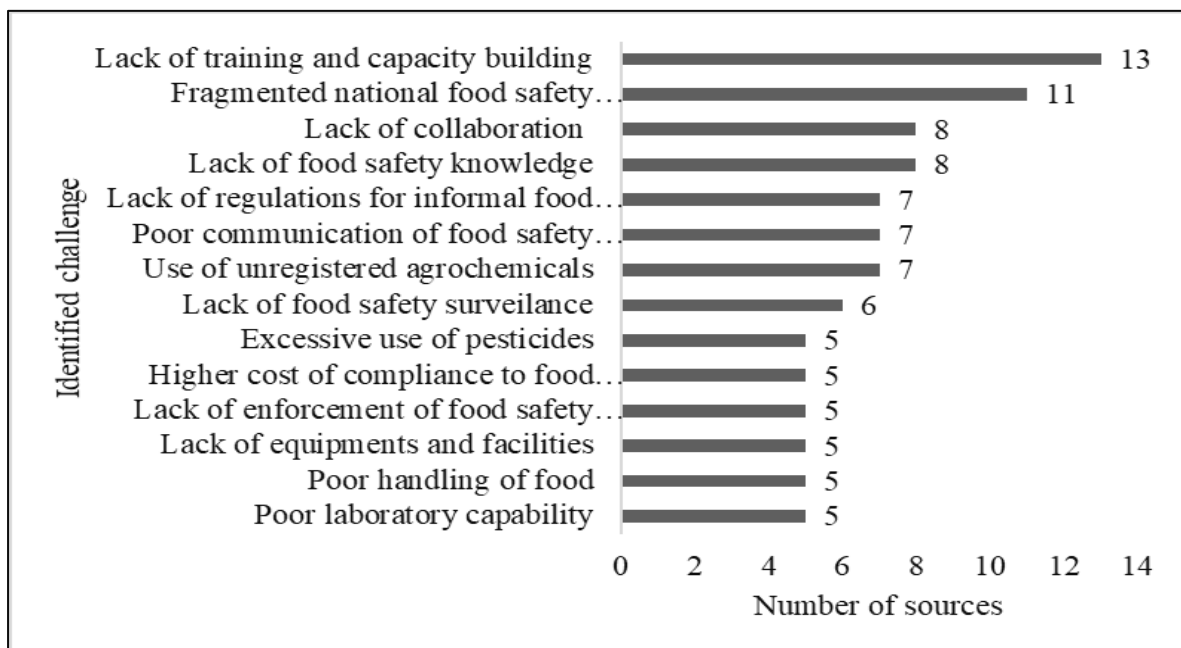 Identified challenge
Lack of training and capacity building 13
Fragmented national food safety… 11
Lack of collaboration 8
Lack of food safety knowledge 8
Lack of regulations for informal food… 7
Poor communication of food safety… 7
Use of unregistered agrochemicals 7
Lack of food safety surveilance 6
Excessive use of pesticides 5
Higher cost of compliance to food… 5
Lack of enforcement of food safety… 5
Lack of equipments and facilities 5
Poor handling of food 5
Poor laboratory capability 5
0 2 4 6 8 10 12 14
Number of sources